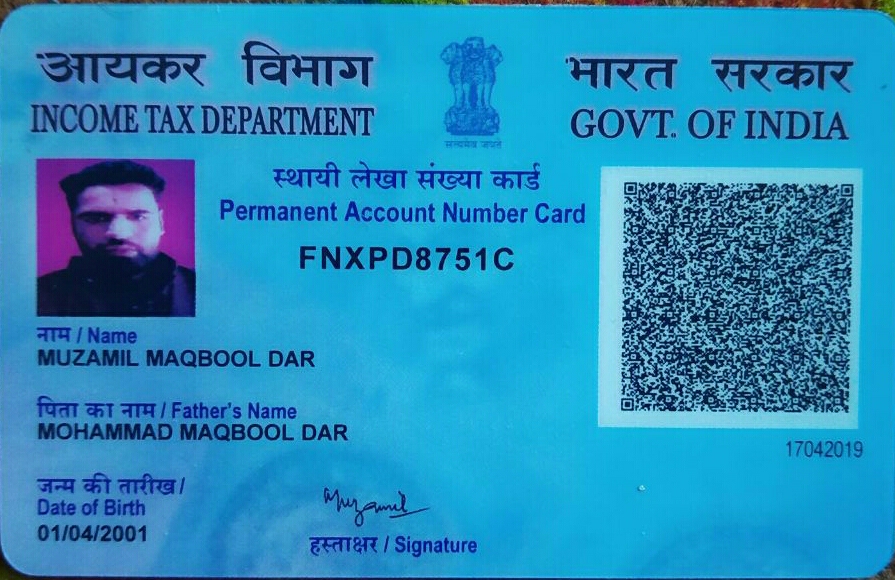 आयकर विभाग
INCOME TAX DEPARTMENT
भारत सरकार
GOVT. OF INDIA
सत्यमेव जयते
स्थायी लेखा संख्या कार्ड
Permanent Account Number Card
FNXPD8751C
नाम / Name
MUZAMIL MAQBOOL DAR
पिता का नाम / Father's Name
MOHAMMAD MAQBOOL DAR
17042019
जन्म की तारीख /
Date of Birth
01/04/2001
Muzamil
हस्ताक्षर / Signature